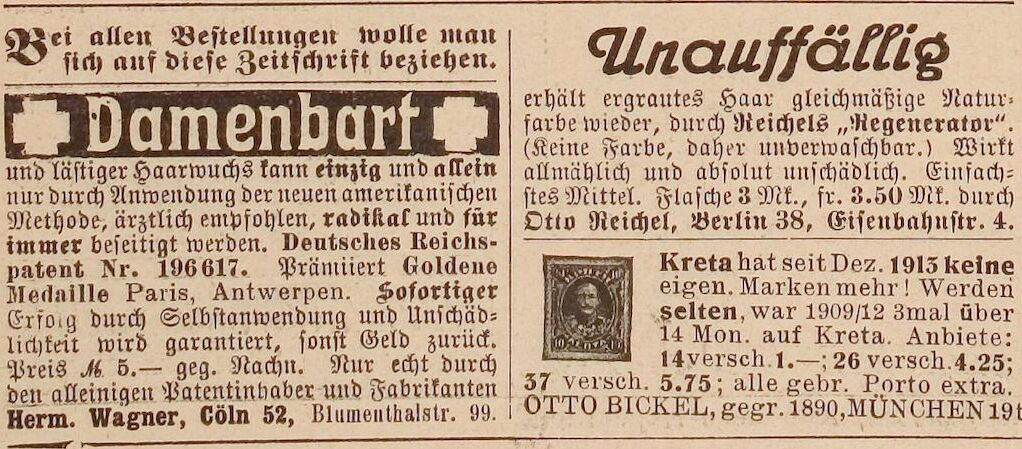 Bei allen Bestellungen wolle man
sich auf diese Zeitschrift beziehen.
Damenbart
und lästiger Haarwuchs kann einzig und allein
nur durch Anwendung der neuen amerikanischen
Methode, ärztlich empfohlen, radikal und für
immer beseitigt werden. Deutsches Reichs-
patent Nr. 196617. Prämiiert Goldene
Medaille Paris, Antwerpen. Sofortiger
Erfolg durch Selbstanwendung und Unschäd-
lichkeit wird garantiert, sonst Geld zurück.
Preis ℳ 5.— geg. Nachn. Nur echt durch
den alleinigen Patentinhaber und Fabrikanten
Herm. Wagner, Cöln 52, Blumenthalstr. 99.
Unauffällig
erhält ergrautes Haar gleichmäßige Natur-
farbe wieder, durch Reichels „Regenerator“.
(Keine Farbe, daher unverwaschbar.) Wirkt
allmählich und absolut unschädlich. Einfach-
stes Mittel. Flasche 3 Mk., fr. 3.50 Mk. durch
Otto Reichel, Berlin 38, Eisenbahnstr. 4.
Kreta hat seit Dez. 1913 keine
eigen. Marken mehr! Werden
selten, war 1909/12 3mal über
14 Mon. auf Kreta. Anbiete:
14 versch. 1.—; 26 versch. 4.25;
37 versch. 5.75; alle gebr. Porto extra.
OTTO BICKEL, gegr. 1890, MÜNCHEN 19t